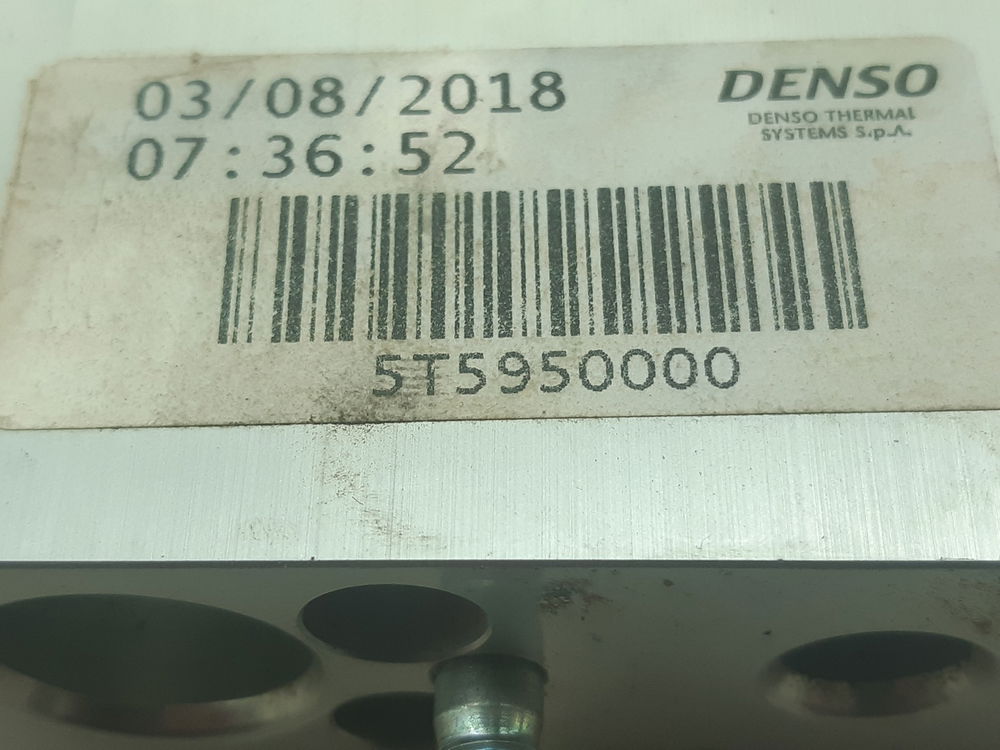 03/08/2018
07:36:52
DENSO
DENSO THERMAL
SYSTEMS S.p.A.
5T5950000